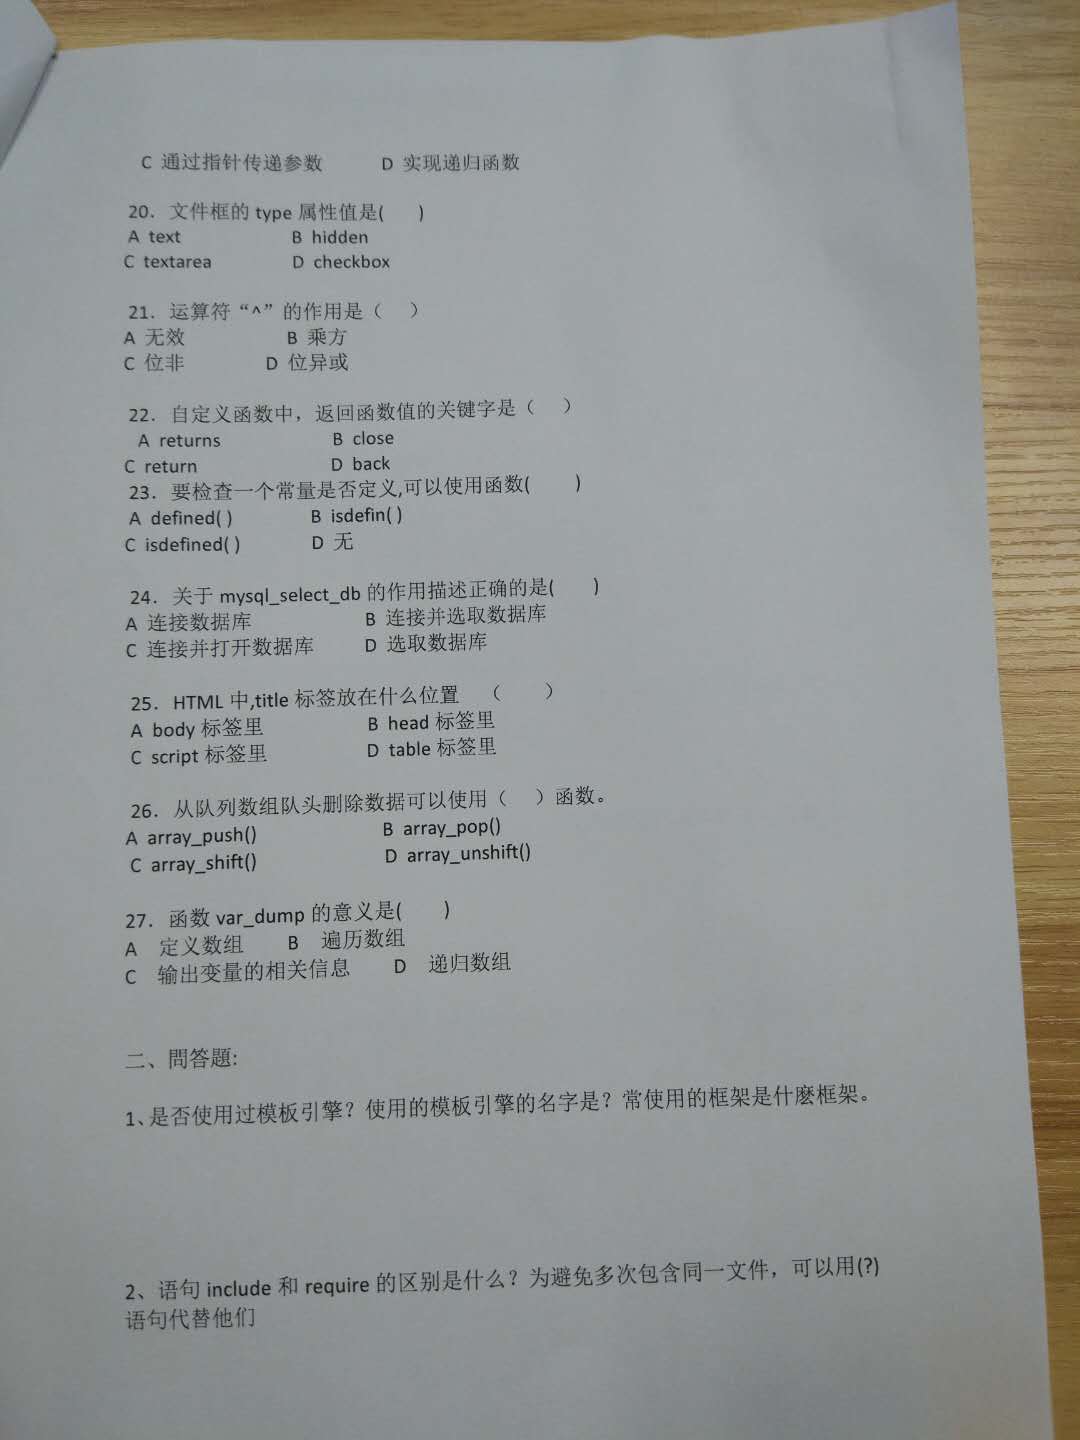 C 通过指针传递参数 D 实现递归函数
20. 文件框的 type 属性值是( )
A text B hidden
C textarea D checkbox
21. 运算符“^”的作用是（ ）
A 无效 B 乘方
C 位非 D 位异或
22. 自定义函数中，返回函数值的关键字是（ ）
A returns B close
C return D back
23. 要检查一个常量是否定义,可以使用函数( )
A defined( ) B isdefin( )
C isdefined( ) D 无
24. 关于 mysql_select_db 的作用描述正确的是( )
A 连接数据库 B 连接并选取数据库
C 连接并打开数据库 D 选取数据库
25. HTML 中,title 标签放在什么位置 （ ）
A body 标签里 B head 标签里
C script 标签里 D table 标签里
26. 从队列数组队头删除数据可以使用（ ）函数。
A array_push() B array_pop()
C array_shift() D array_unshift()
27. 函数 var_dump 的意义是( )
A 定义数组 B 遍历数组
C 输出变量的相关信息 D 递归数组
二、問答題:
1、是否使用过模板引擎？使用的模板引擎的名字是？常使用的框架是什麽框架。
2、语句 include 和 require 的区别是什么？为避免多次包含同一文件，可以用(?)
语句代替他们